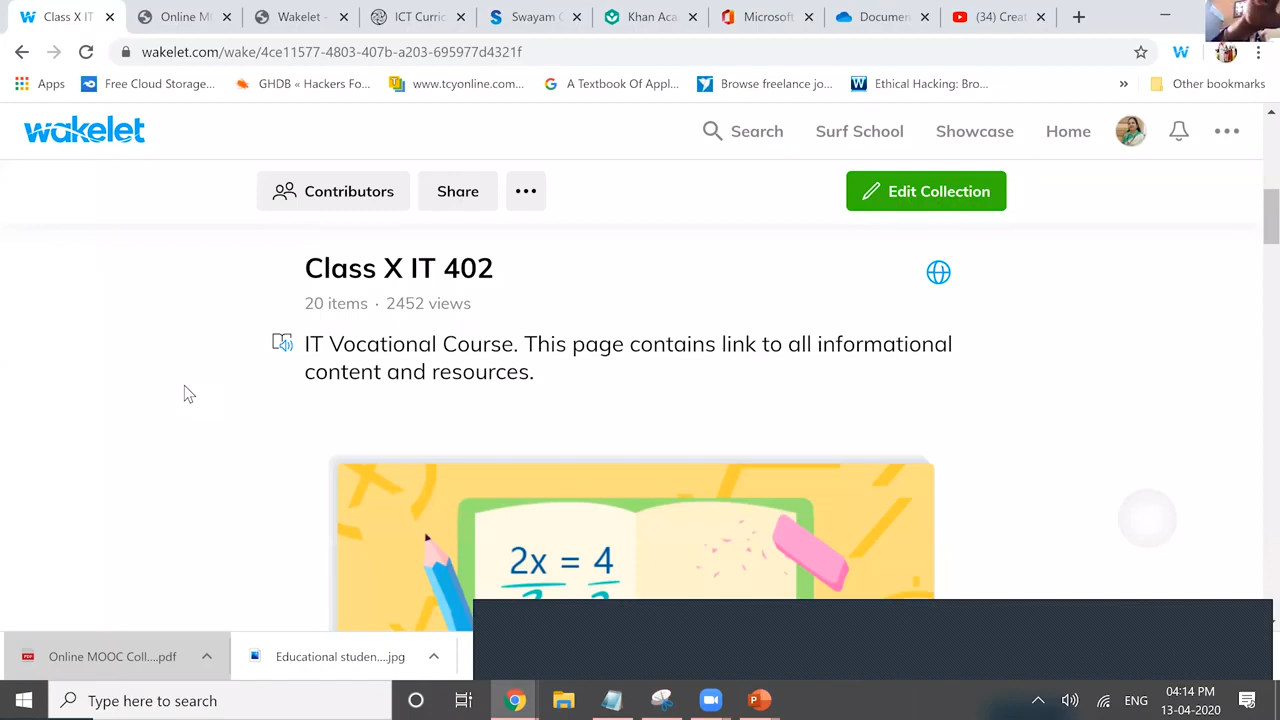 Class X IT
Online M
Wakelet -
ICT Curric
Swayam C
Khan Aca
Microsoft
Documen
(34) Creat
wakelet.com/wake/4ce11577-4803-407b-a203-695977d4321f
Apps
Free Cloud Storage...
GHDB « Hackers Fo...
www.tcyonline.com...
A Textbook Of Appl...
Browse freelance jo...
Ethical Hacking: Bro...
»
Other bookmarks
wakelet
Search
Surf School
Showcase
Home
Contributors
Share
Edit Collection
Class X IT 402
20 items · 2452 views
IT Vocational Course. This page contains link to all informational
content and resources.
2x = 4
Online MOOC Coll....pdf
Educational studen....jpg
Type here to search
ENG
04:14 PM
13-04-2020